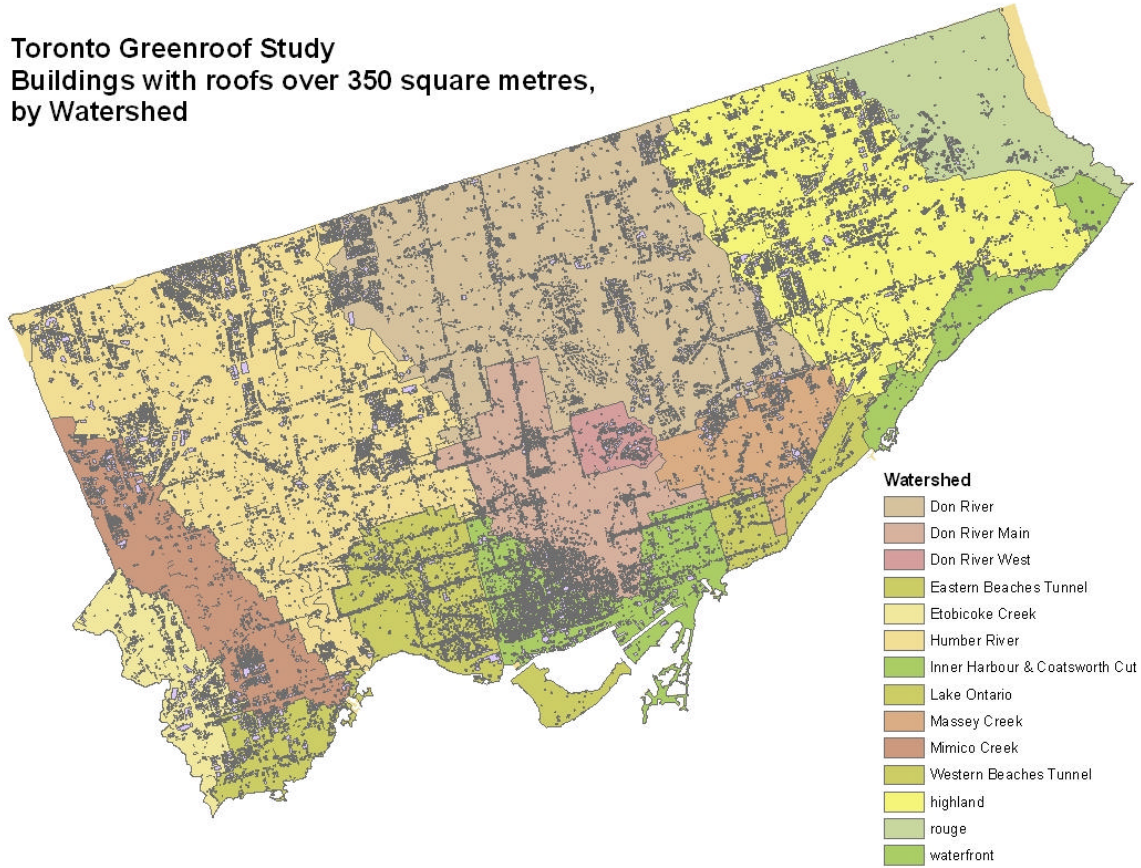 Toronto Greenroof Study
Buildings with roofs over 350 square metres,
by Watershed
Watershed
Don River
Don River Main
Don River West
Eastern Beaches Tunnel
Etobicoke Creek
Humber River
Inner Harbour & Coatsworth Cut
Lake Ontario
Massey Creek
Mimico Creek
Western Beaches Tunnel
highland
rouge
waterfront